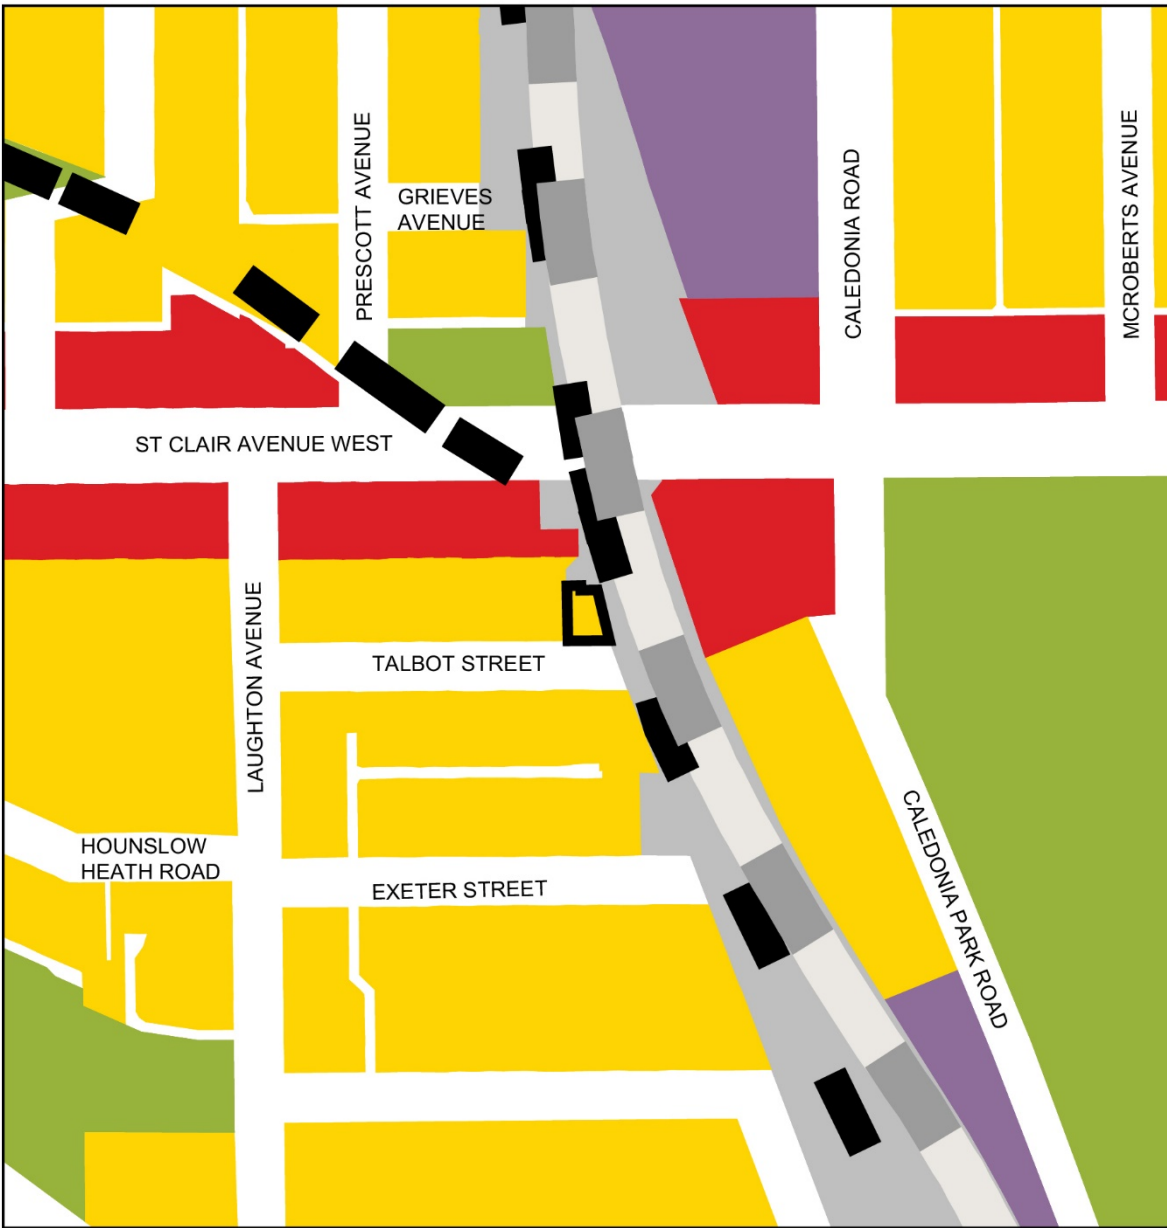 PRESCOTT AVENUE
GRIEVES
AVENUE
CALEDONIA ROAD
MCROBERTS AVENUE
ST CLAIR AVENUE WEST
LAUGHTON AVENUE
TALBOT STREET
HOUNSLOW
HEATH ROAD
EXETER STREET
CALEDONIA PARK ROAD